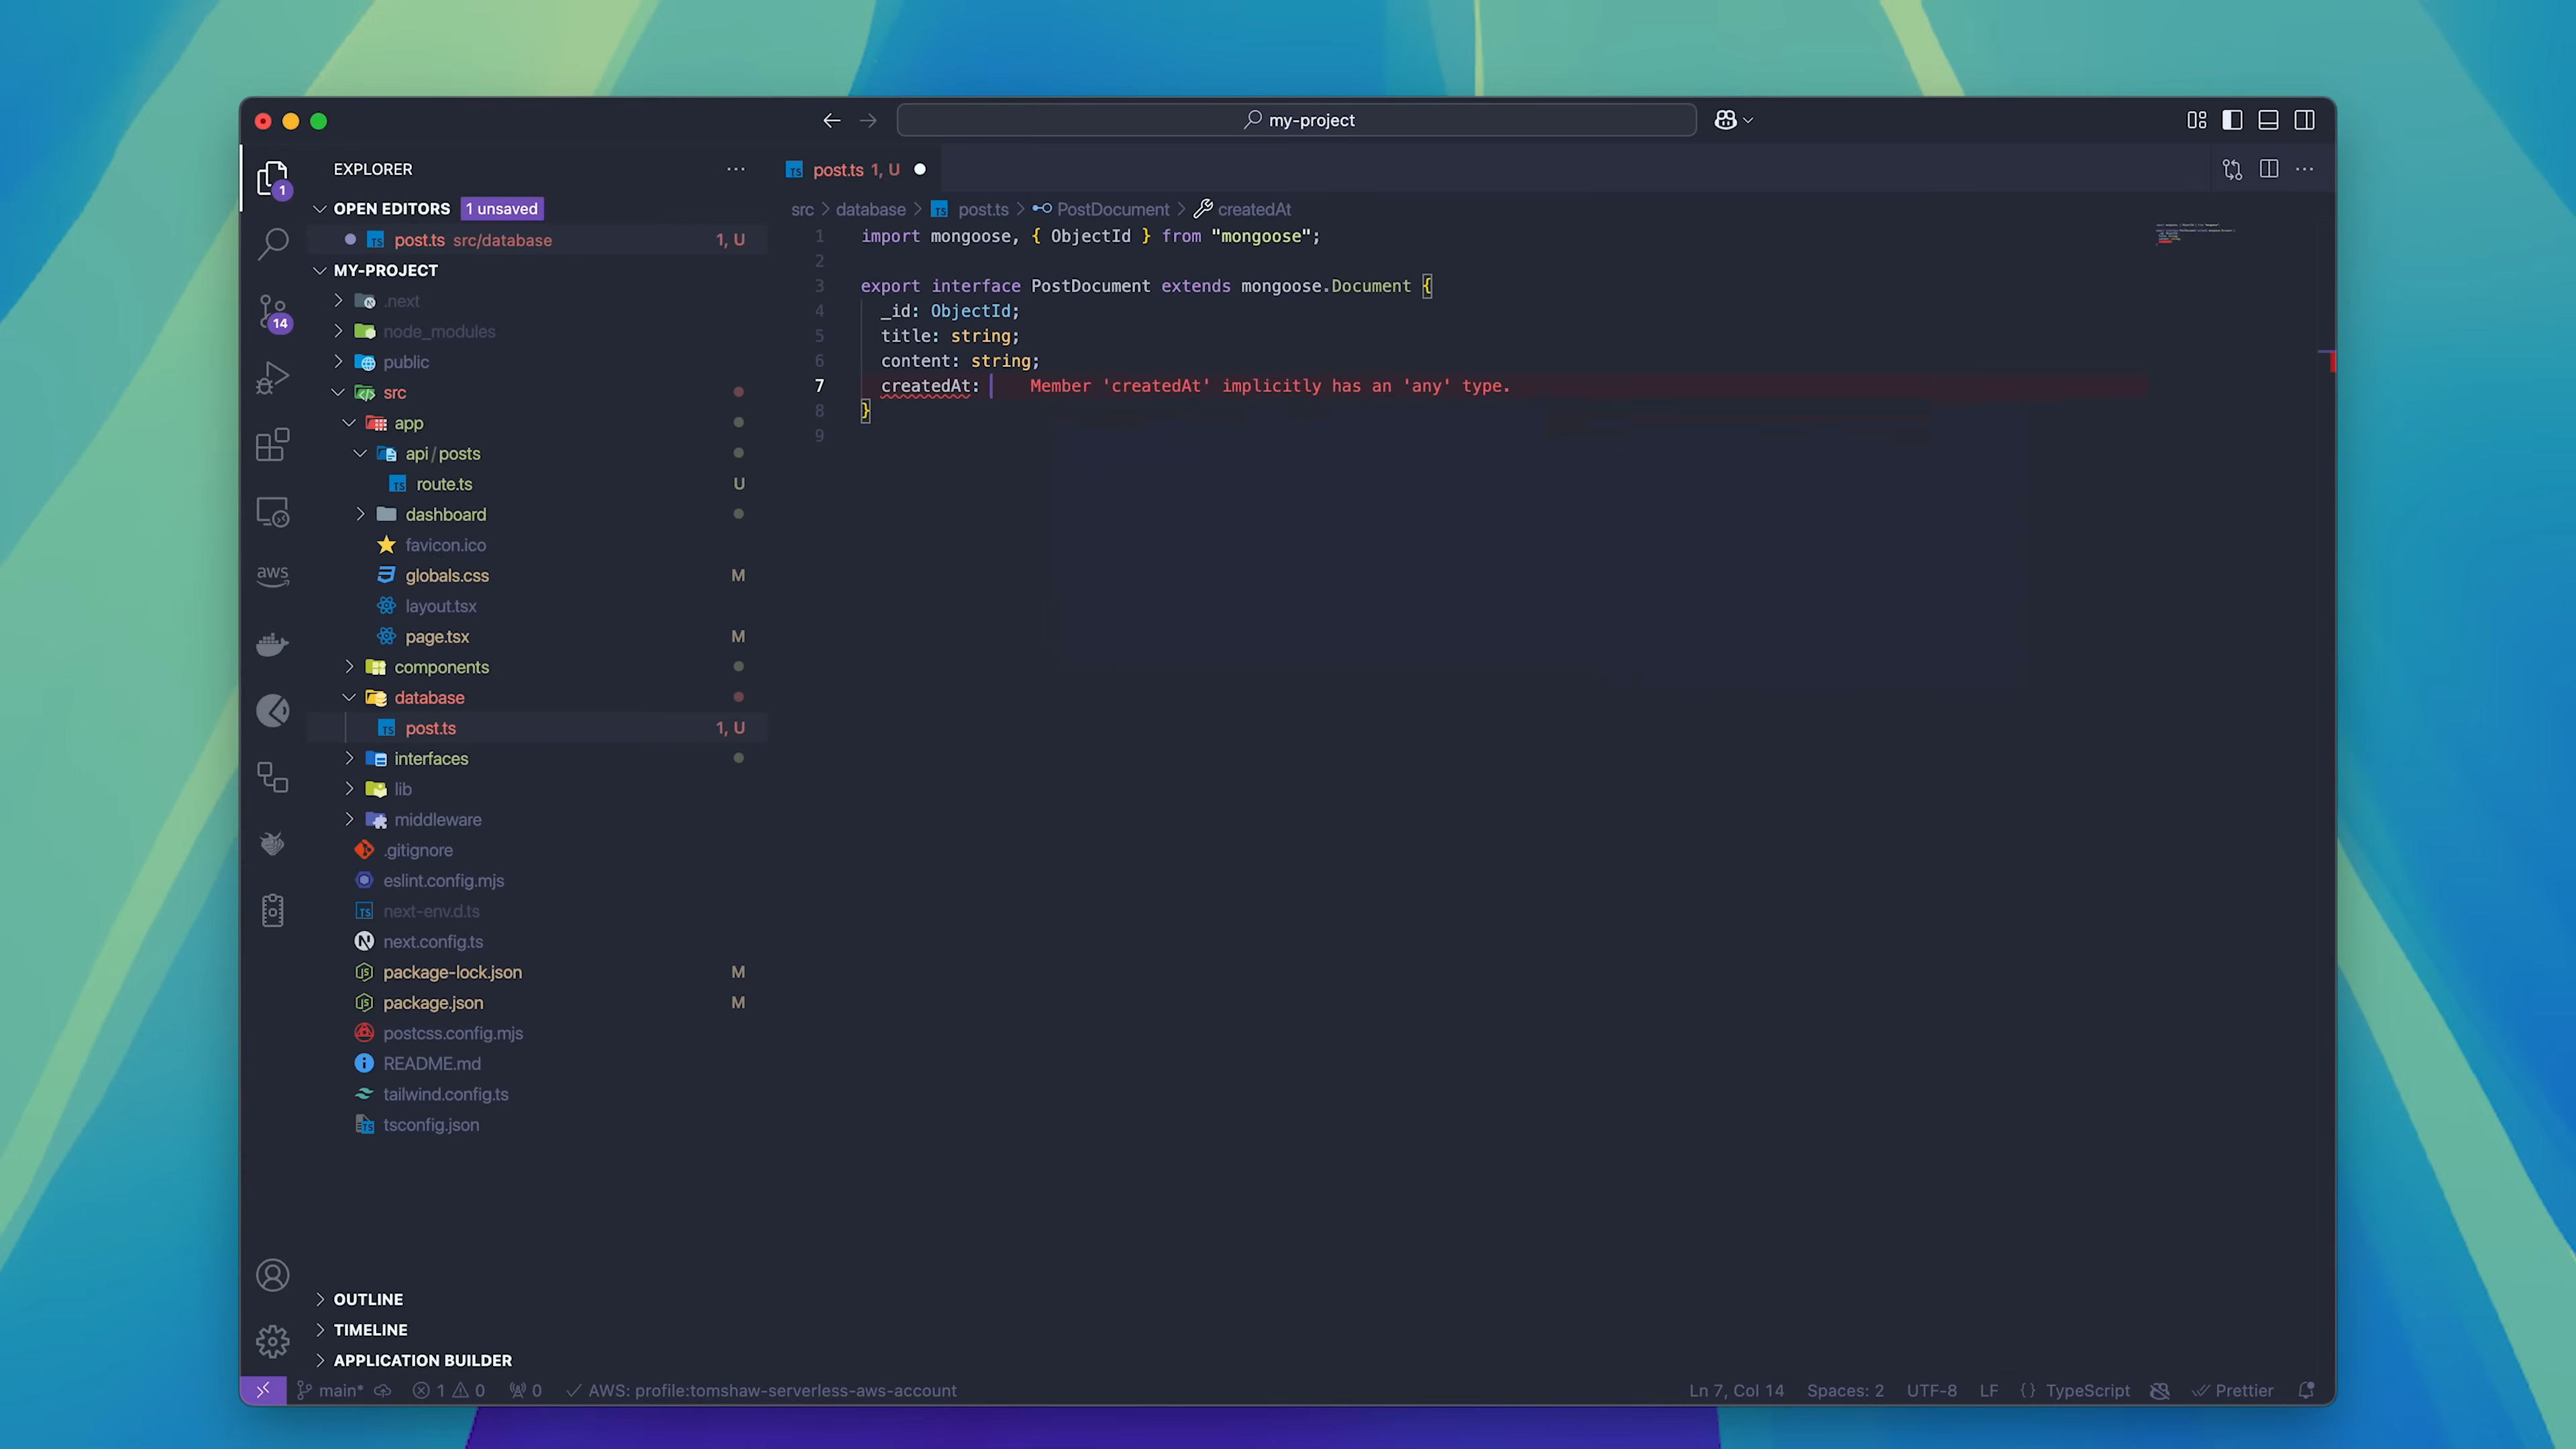 my-project
EXPLORER
1
OPEN EDITORS 1 unsaved
post.ts src/database 1, U
MY-PROJECT
.next
14
node_modules
public
src
app
api/posts
route.ts U
dashboard
favicon.ico
aws
globals.css M
layout.tsx
page.tsx M
components
database
post.ts 1, U
interfaces
lib
middleware
.gitignore
eslint.config.mjs
next-env.d.ts
next.config.ts
package-lock.json M
package.json M
postcss.config.mjs
README.md
tailwind.config.ts
tsconfig.json
OUTLINE
TIMELINE
APPLICATION BUILDER
post.ts 1, U
src > database > post.ts > PostDocument > createdAt
1 import mongoose, { ObjectId } from "mongoose";
2
3 export interface PostDocument extends mongoose.Document {
4 _id: ObjectId;
5 title: string;
6 content: string;
7 createdAt: Member 'createdAt' implicitly has an 'any' type.
8 }
9
main* 1 0 0 AWS: profile:tomshaw-serverless-aws-account Ln 7, Col 14 Spaces: 2 UTF-8 LF {} TypeScript Prettier